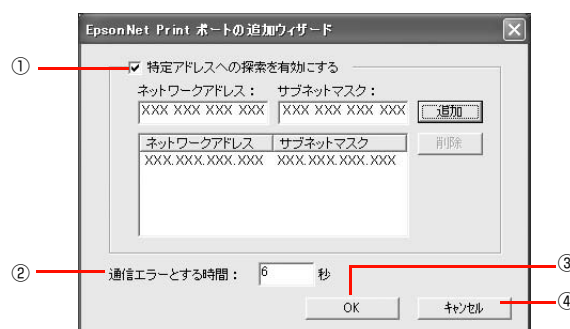 EpsonNet Print ポートの追加ウィザード
① 特定アドレスへの探索を有効にする
ネットワークアドレス： サブネットマスク：
XXX XXX XXX XXX XXX XXX XXX XXX 追加
ネットワークアドレス サブネットマスク 削除
XXX.XXX.XXX.XXX XXX.XXX.XXX.XXX
② 通信エラーとする時間： 6 秒 ③
OK キャンセル ④